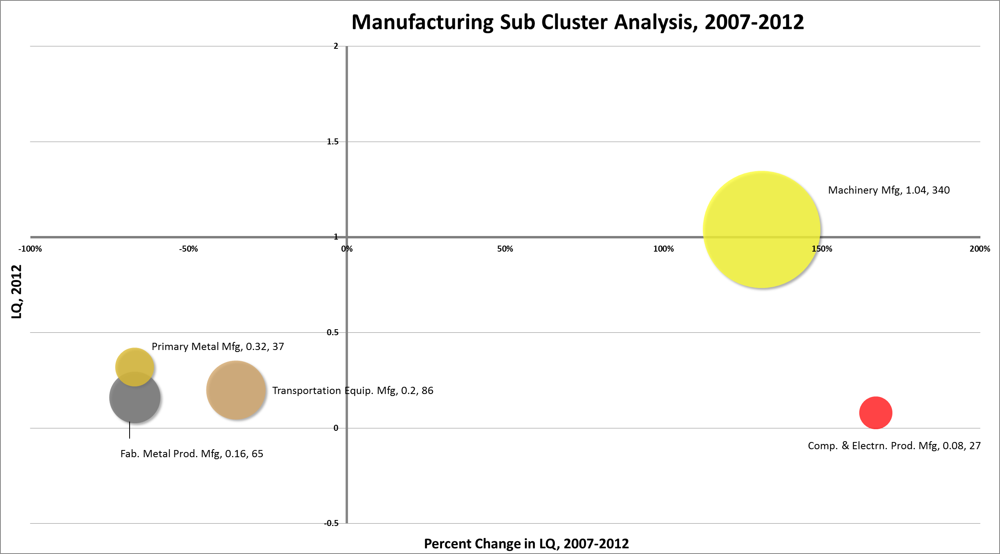 Manufacturing Sub Cluster Analysis, 2007-2012
2
1.5
Machinery Mfg, 1.04, 340
1
-100% -50% 0% 50% 100% 150% 200%
LQ, 2012
0.5
Primary Metal Mfg, 0.32, 37
Transportation Equip. Mfg, 0.2, 86
0
Comp. & Electrn. Prod. Mfg, 0.08, 27
Fab. Metal Prod. Mfg, 0.16, 65
-0.5
Percent Change in LQ, 2007-2012